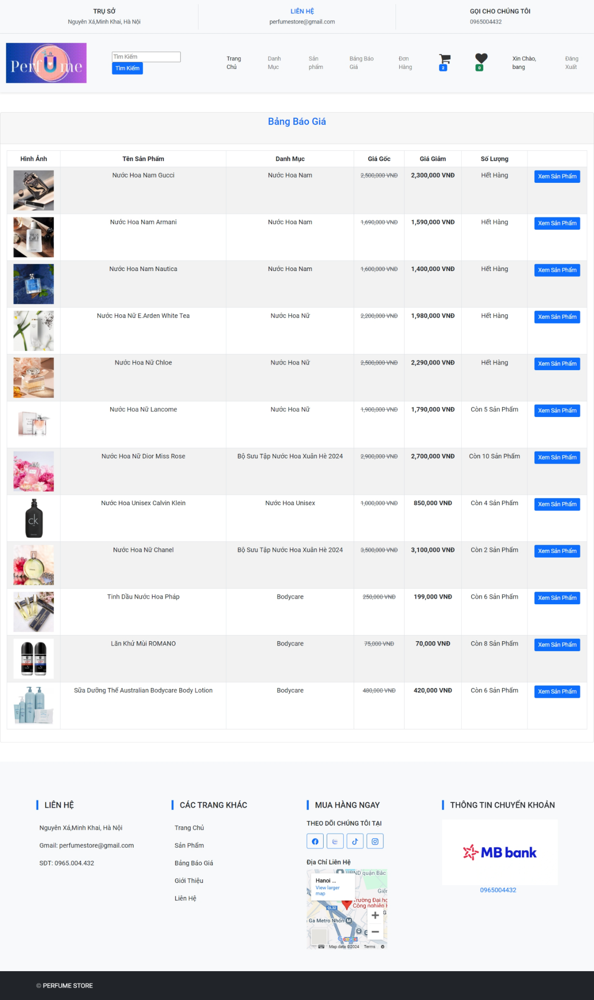 TRỤ SỞ
Nguyên Xá,Minh Khai, Hà Nội
LIÊN HỆ
perfumestore@gmail.com
GỌI CHO CHÚNG TÔI
0965004432
PerfUme
Tìm Kiếm
Tìm Kiếm
Trang
Chủ
Danh
Mục
Sản
phẩm
Bảng Báo
Giá
Đơn
Hàng
2
0
Xin Chào,
bang
Đăng
Xuất
Bảng Báo Giá
Hình Ảnh Tên Sản Phẩm Danh Mục Giá Gốc Giá Giảm Số Lượng
Nước Hoa Nam Gucci Nước Hoa Nam 2,500,000 VNĐ 2,300,000 VNĐ Hết Hàng Xem Sản Phẩm
Nước Hoa Nam Armani Nước Hoa Nam 1,690,000 VNĐ 1,590,000 VNĐ Hết Hàng Xem Sản Phẩm
Nước Hoa Nam Nautica Nước Hoa Nam 1,600,000 VNĐ 1,400,000 VNĐ Hết Hàng Xem Sản Phẩm
Nước Hoa Nữ E.Arden White Tea Nước Hoa Nữ 2,200,000 VNĐ 1,980,000 VNĐ Hết Hàng Xem Sản Phẩm
Nước Hoa Nữ Chloe Nước Hoa Nữ 2,500,000 VNĐ 2,290,000 VNĐ Hết Hàng Xem Sản Phẩm
Nước Hoa Nữ Lancome Nước Hoa Nữ 1,900,000 VNĐ 1,790,000 VNĐ Còn 5 Sản Phẩm Xem Sản Phẩm
Nước Hoa Nữ Dior Miss Rose Bộ Sưu Tập Nước Hoa Xuân Hè 2024 2,900,000 VNĐ 2,700,000 VNĐ Còn 10 Sản Phẩm Xem Sản Phẩm
Nước Hoa Unisex Calvin Klein Nước Hoa Unisex 1,000,000 VNĐ 850,000 VNĐ Còn 4 Sản Phẩm Xem Sản Phẩm
ck
Nước Hoa Nữ Chanel Bộ Sưu Tập Nước Hoa Xuân Hè 2024 3,500,000 VNĐ 3,100,000 VNĐ Còn 2 Sản Phẩm Xem Sản Phẩm
Tinh Dầu Nước Hoa Pháp Bodycare 250,000 VNĐ 199,000 VNĐ Còn 6 Sản Phẩm Xem Sản Phẩm
Lăn Khử Mùi ROMANO Bodycare 75,000 VNĐ 70,000 VNĐ Còn 8 Sản Phẩm Xem Sản Phẩm
Sữa Dưỡng Thể Australian Bodycare Body Lotion Bodycare 480,000 VNĐ 420,000 VNĐ Còn 6 Sản Phẩm Xem Sản Phẩm
LIÊN HỆ
Nguyên Xá,Minh Khai, Hà Nội
Gmail: perfumestore@gmail.com
SĐT: 0965.004.432
CÁC TRANG KHÁC
Trang Chủ
Sản Phẩm
Bảng Báo Giá
Giới Thiệu
Liên Hệ
MUA HÀNG NGAY
THEO DÕI CHÚNG TÔI TẠI
Địa Chỉ Liên Hệ
UBND quận Bắc
Hanoi ...
View larger
map
Giế
Trường Đại họ
Công nghiệp H
QL32
G
Ga Metro Nhổn M
Google
Map data ©2024 Terms
THÔNG TIN CHUYỂN KHOẢN
MB bank
0965004432
© PERFUME STORE